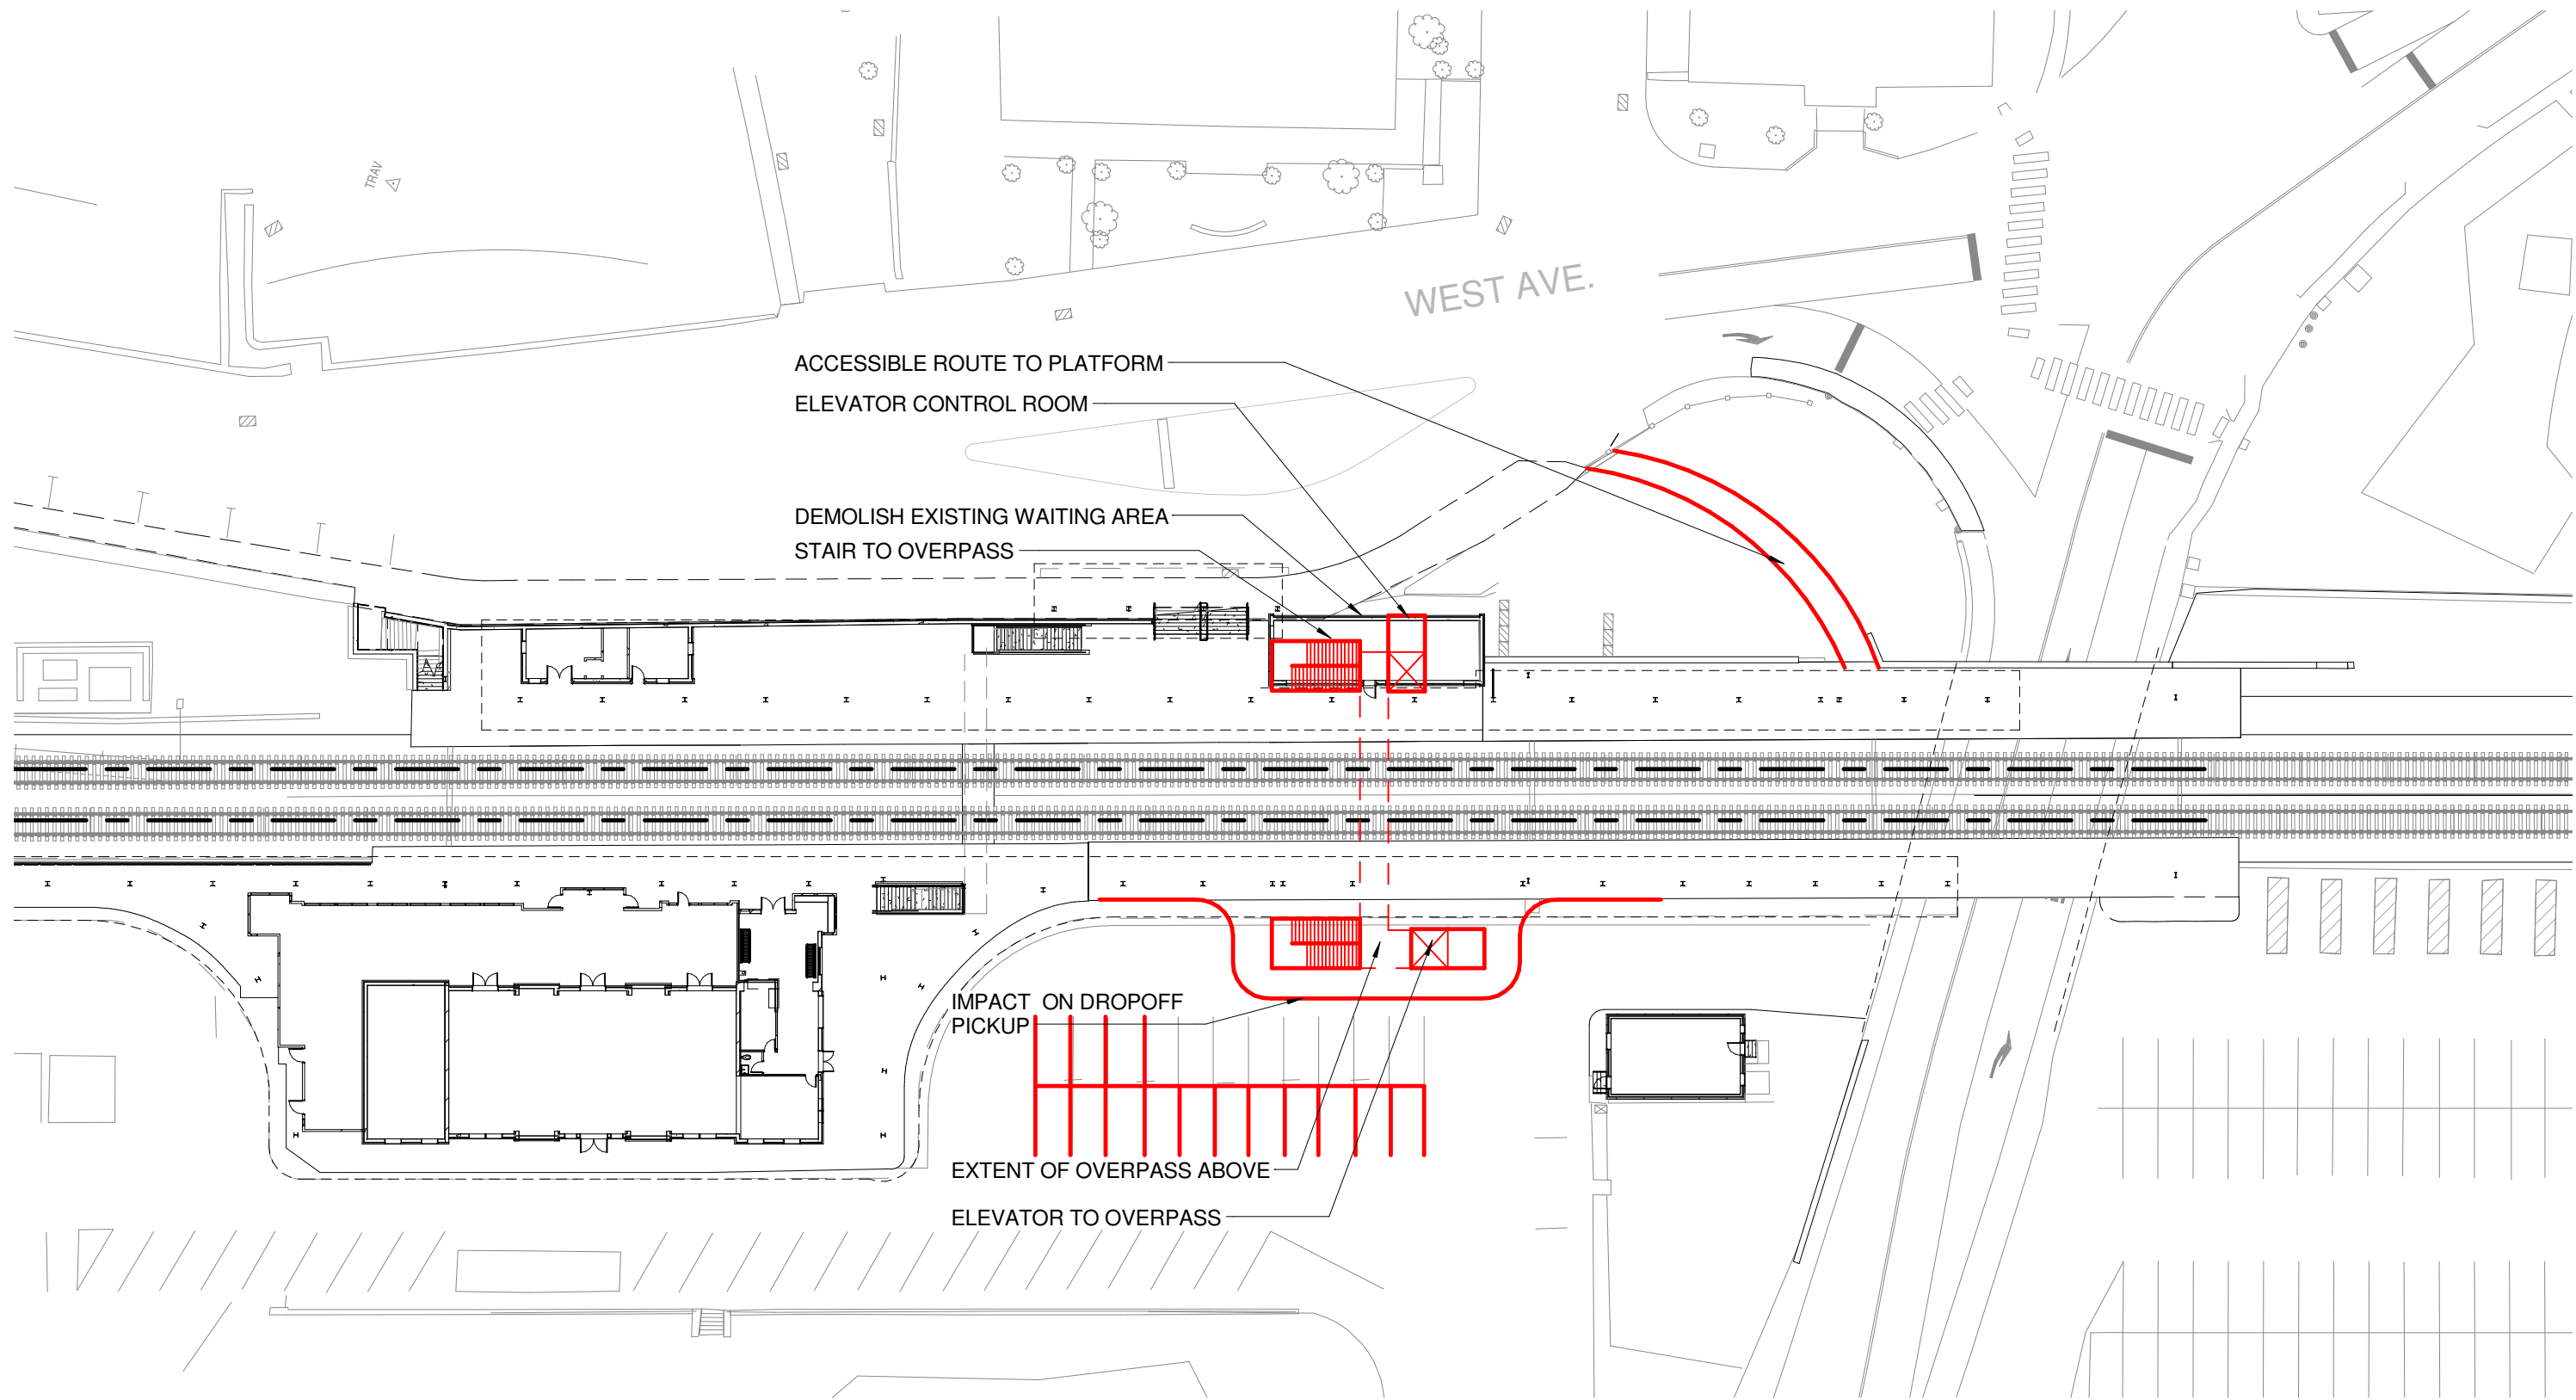 TRAV
WEST AVE.
ACCESSIBLE ROUTE TO PLATFORM
ELEVATOR CONTROL ROOM
DEMOLISH EXISTING WAITING AREA
STAIR TO OVERPASS
IMPACT ON DROPOFF
PICKUP
EXTENT OF OVERPASS ABOVE
ELEVATOR TO OVERPASS